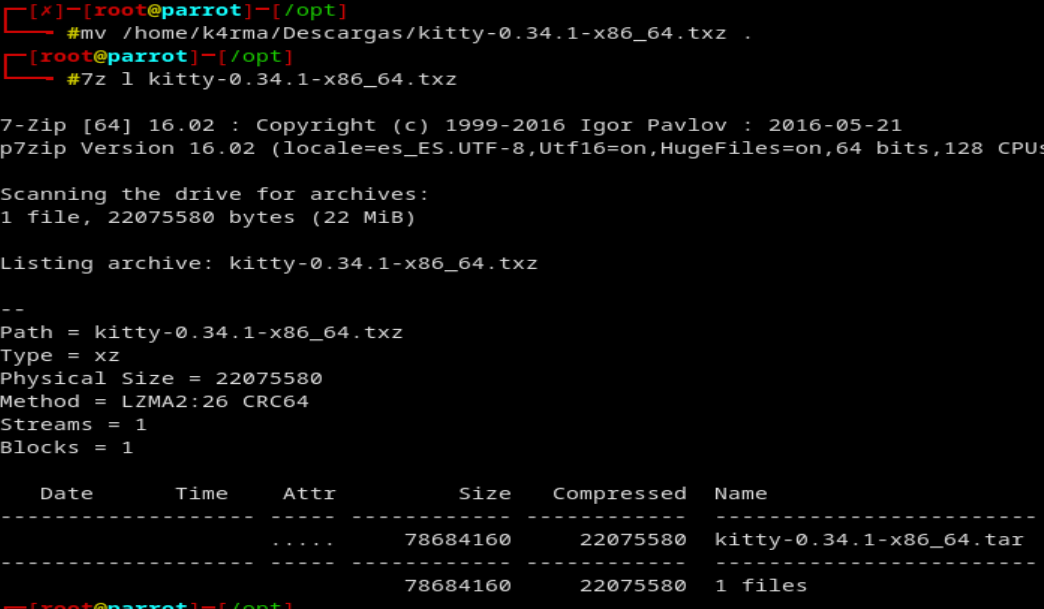 [✗]─[root@parrot]─[/opt]
#mv /home/k4rma/Descargas/kitty-0.34.1-x86_64.txz .
[root@parrot]─[/opt]
#7z l kitty-0.34.1-x86_64.txz
7-Zip [64] 16.02 : Copyright (c) 1999-2016 Igor Pavlov : 2016-05-21
p7zip Version 16.02 (locale=es_ES.UTF-8,Utf16=on,HugeFiles=on,64 bits,128 CPUs
Scanning the drive for archives:
1 file, 22075580 bytes (22 MiB)
Listing archive: kitty-0.34.1-x86_64.txz
--
Path = kitty-0.34.1-x86_64.txz
Type = xz
Physical Size = 22075580
Method = LZMA2:26 CRC64
Streams = 1
Blocks = 1
   Date      Time    Attr         Size   Compressed  Name
------------------- ----- ------------ ------------  ------------------------
                    .....     78684160     22075580  kitty-0.34.1-x86_64.tar
------------------- ----- ------------ ------------  ------------------------
                              78684160     22075580  1 files
[root@parrot]─[/opt]